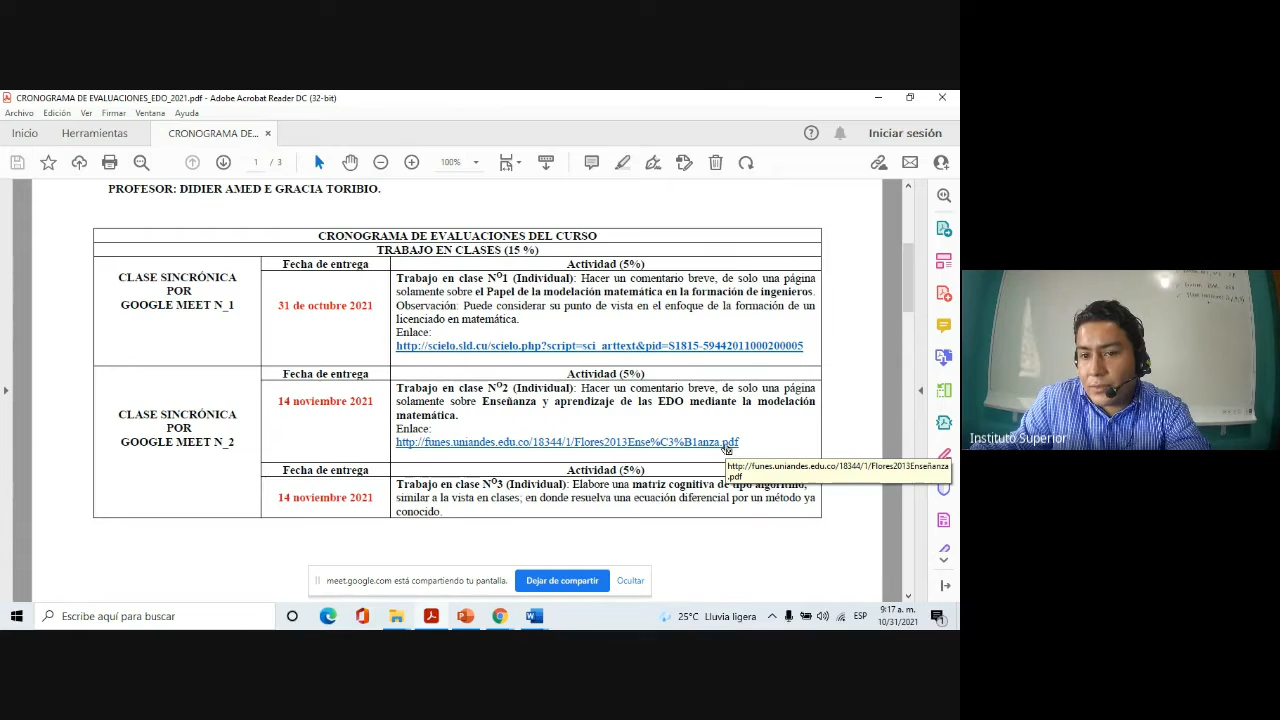 CRONOGRAMA DE EVALUACIONES_EDO_2021.pdf - Adobe Acrobat Reader DC (32-bit)
Archivo Edición Ver Firmar Ventana Ayuda
Inicio Herramientas CRONOGRAMA DE... × Iniciar sesión
1 / 3 100%
PROFESOR: DIDIER AMED E GRACIA TORIBIO.
CRONOGRAMA DE EVALUACIONES DEL CURSO
TRABAJO EN CLASES (15 %)
CLASE SINCRÓNICA
POR
GOOGLE MEET N_1
Fecha de entrega
31 de octubre 2021
Actividad (5%)
Trabajo en clase Nº1 (Individual): Hacer un comentario breve, de solo una página
solamente sobre el Papel de la modelación matemática en la formación de ingenieros.
Observación: Puede considerar su punto de vista en el enfoque de la formación de un
licenciado en matemática.
Enlace:
http://scielo.sld.cu/scielo.php?script=sci_arttext&pid=S1815-59442011000200005
CLASE SINCRÓNICA
POR
GOOGLE MEET N_2
Fecha de entrega
14 noviembre 2021
Actividad (5%)
Trabajo en clase Nº2 (Individual): Hacer un comentario breve, de solo una página
solamente sobre Enseñanza y aprendizaje de las EDO mediante la modelación
matemática.
Enlace:
http://funes.uniandes.edu.co/18344/1/Flores2013Ense%C3%B1anza.pdf
http://funes.uniandes.edu.co/18344/1/Flores2013Enseñanza
.pdf
Fecha de entrega
14 noviembre 2021
Actividad (5%)
Trabajo en clase Nº3 (Individual): Elabore una matriz cognitiva de tipo algoritmo,
similar a la vista en clases; en donde resuelva una ecuación diferencial por un método ya
conocido.
meet.google.com está compartiendo tu pantalla. Dejar de compartir Ocultar
Escribe aquí para buscar
25°C Lluvia ligera
ESP
9:17 a. m.
10/31/2021
1
Instituto Superior